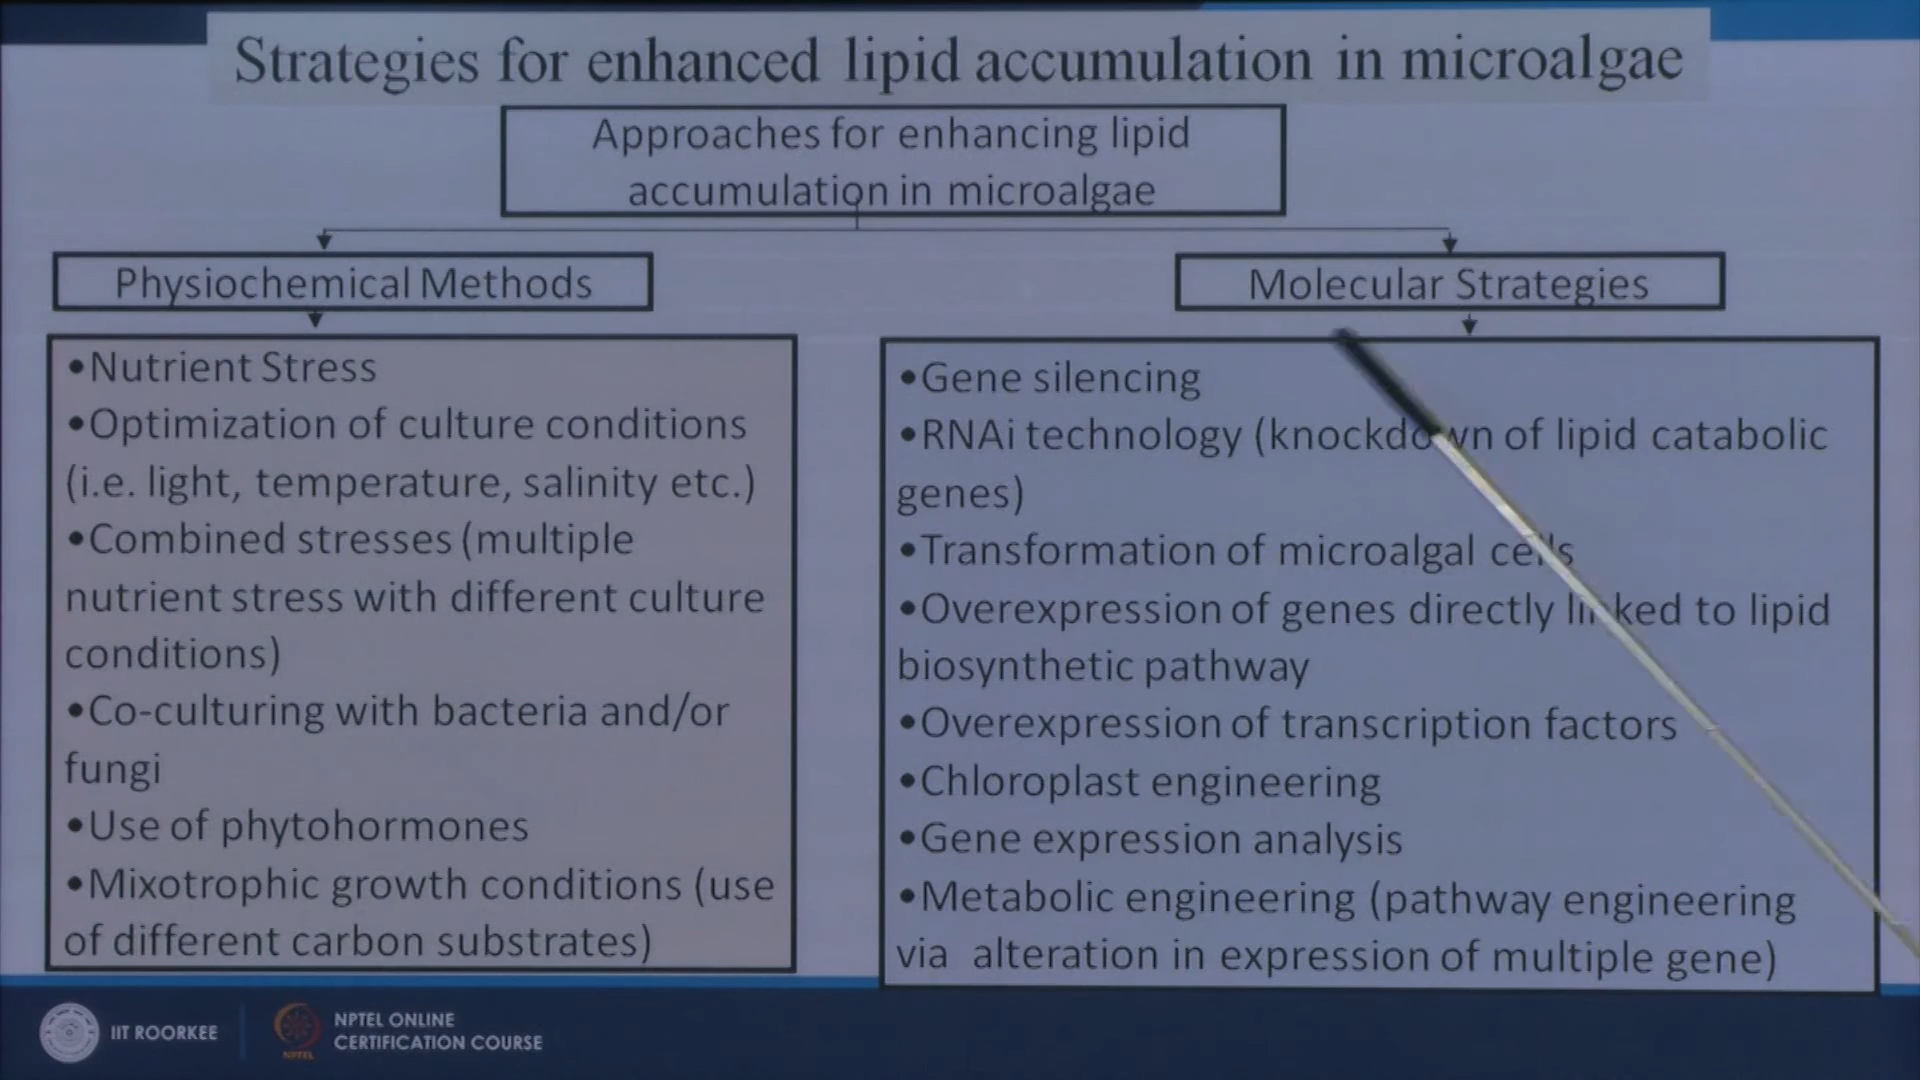 Strategies for enhanced lipid accumulation in microalgae
Approaches for enhancing lipid
accumulation in microalgae
Physiochemical Methods
Molecular Strategies
•Nutrient Stress
•Optimization of culture conditions
(i.e. light, temperature, salinity etc.)
•Combined stresses (multiple
nutrient stress with different culture
conditions)
•Co-culturing with bacteria and/or
fungi
•Use of phytohormones
•Mixotrophic growth conditions (use
of different carbon substrates)
•Gene silencing
•RNAi technology (knockdown of lipid catabolic
genes)
•Transformation of microalgal cells
•Overexpression of genes directly linked to lipid
biosynthetic pathway
•Overexpression of transcription factors
•Chloroplast engineering
•Gene expression analysis
•Metabolic engineering (pathway engineering
via alteration in expression of multiple gene)
IIT ROORKEE
NPTEL
NPTEL ONLINE
CERTIFICATION COURSE